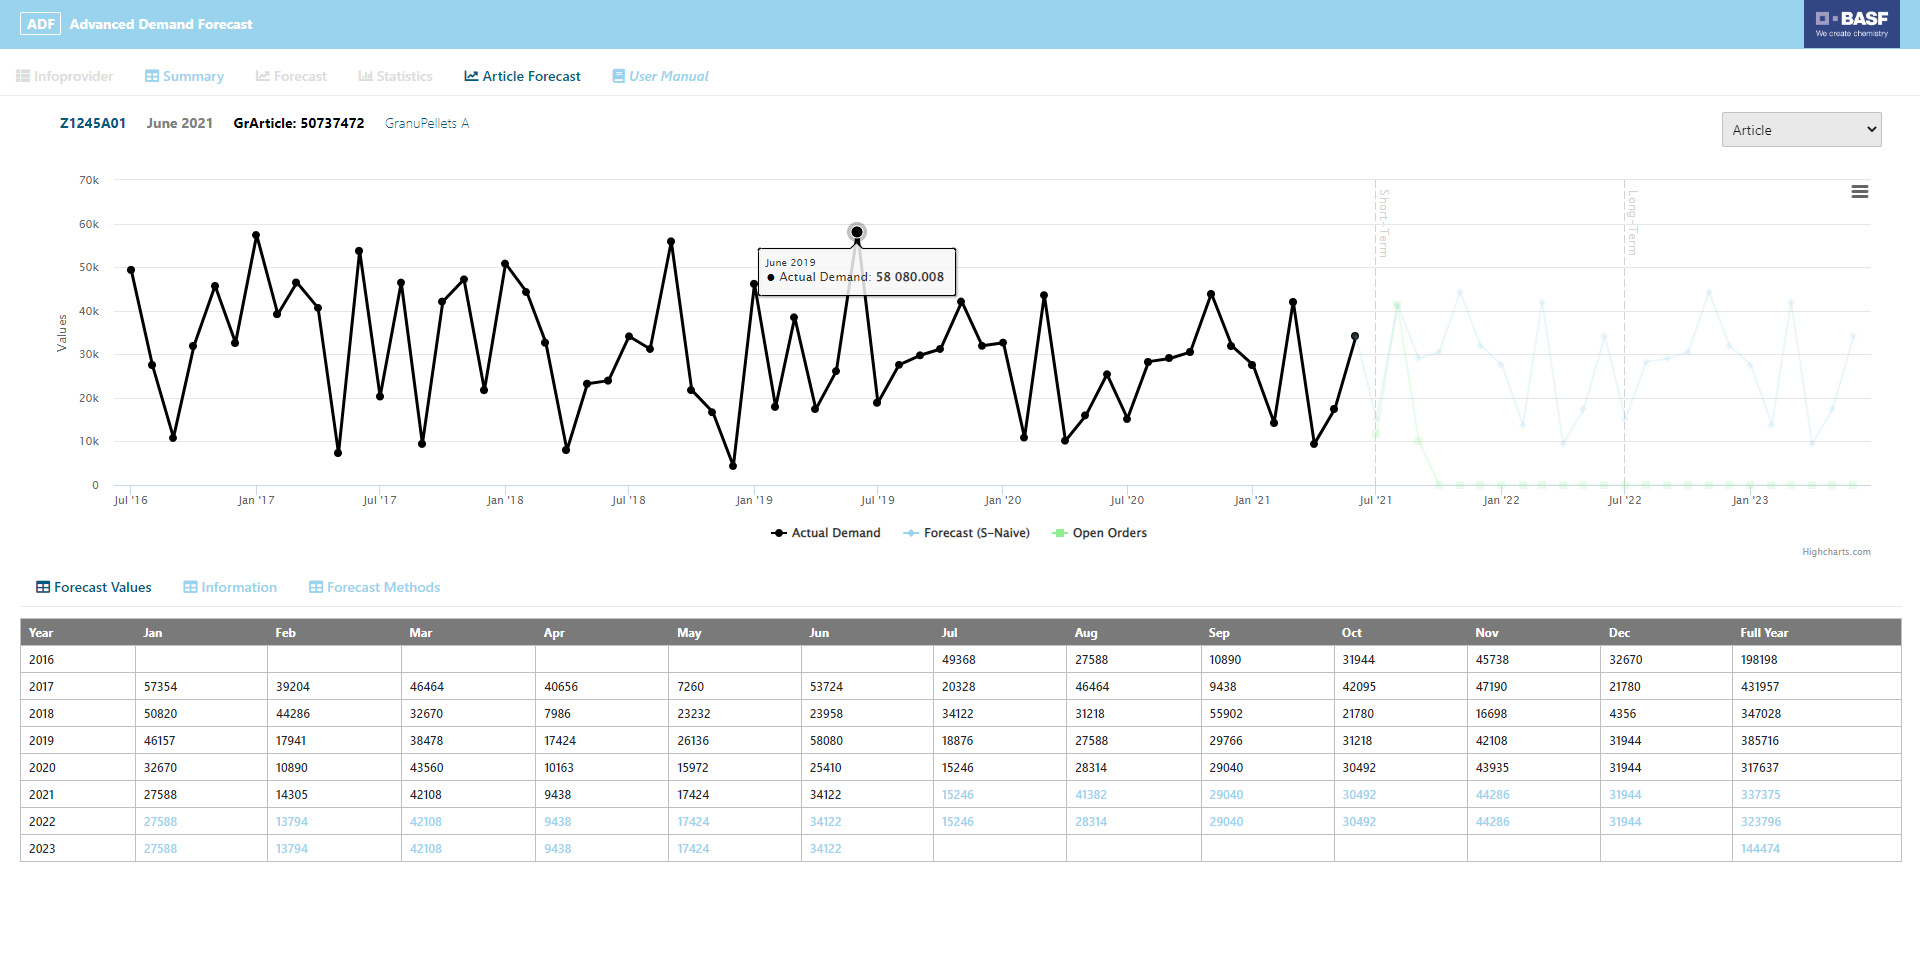 ADF Advanced Demand Forecast
BASF
We create chemistry
Infoprovider Summary Forecast Statistics Article Forecast User Manual
Z1245A01 June 2021 GrArticle: 50737472 GranuPellets A
Article
Values
70k
60k
50k
40k
30k
20k
10k
0
Short-Term
Long-Term
June 2019
Actual Demand: 58 080.008
Jul '16 Jan '17 Jul '17 Jan '18 Jul '18 Jan '19 Jul '19 Jan '20 Jul '20 Jan '21 Jul '21 Jan '22 Jul '22 Jan '23
Actual Demand Forecast (S-Naive) Open Orders
Highcharts.com
Forecast Values Information Forecast Methods
Year Jan Feb Mar Apr May Jun Jul Aug Sep Oct Nov Dec Full Year
2016 49368 27588 10890 31944 45738 32670 198198
2017 57354 39204 46464 40656 7260 53724 20328 46464 9438 42095 47190 21780 431957
2018 50820 44286 32670 7986 23232 23958 34122 31218 55902 21780 16698 4356 347028
2019 46157 17941 38478 17424 26136 58080 18876 27588 29766 31218 42108 31944 385716
2020 32670 10890 43560 10163 15972 25410 15246 28314 29040 30492 43935 31944 317637
2021 27588 14305 42108 9438 17424 34122 15246 41382 29040 30492 44286 31944 337375
2022 27588 13794 42108 9438 17424 34122 15246 28314 29040 30492 44286 31944 323796
2023 27588 13794 42108 9438 17424 34122 144474